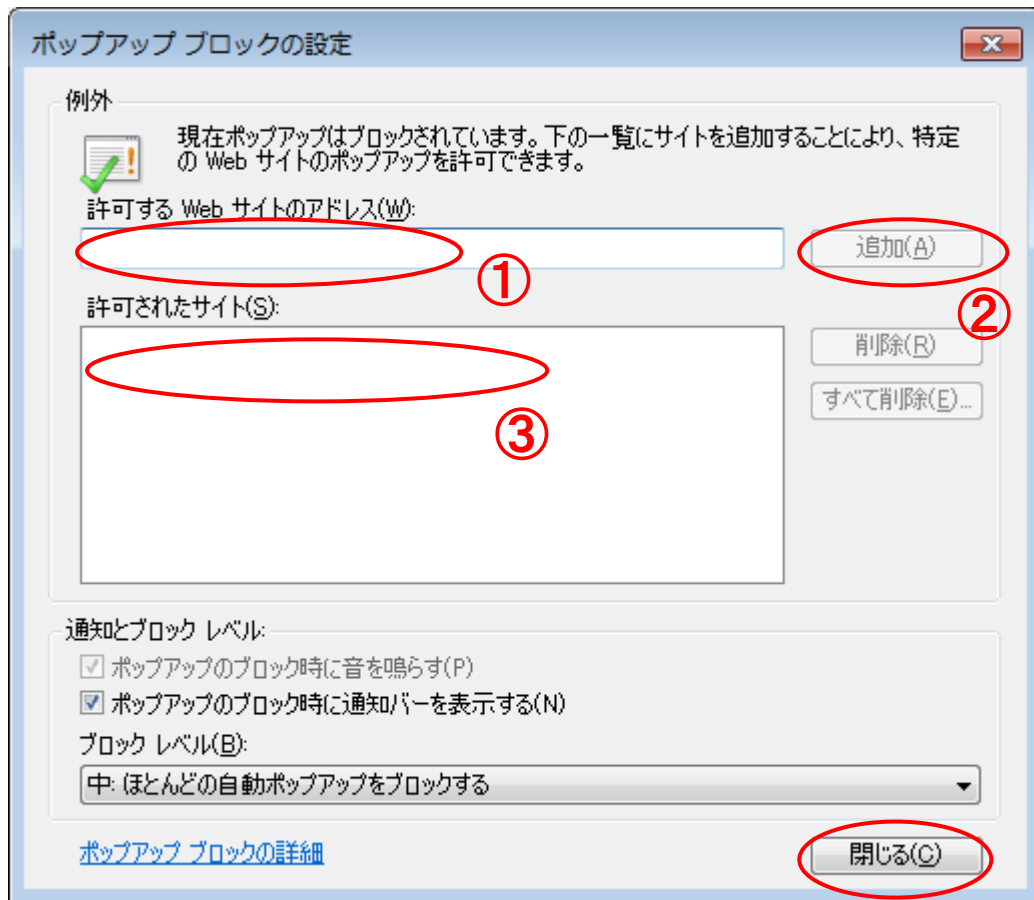 ポップアップ ブロックの設定
例外
現在ポップアップはブロックされています。下の一覧にサイトを追加することにより、特定
の Web サイトのポップアップを許可できます。
許可する Web サイトのアドレス(W):
追加(A)
①
許可されたサイト(S):
②
削除(R)
すべて削除(E)...
③
通知とブロック レベル:
ポップアップのブロック時に音を鳴らす(P)
ポップアップのブロック時に通知バーを表示する(N)
ブロック レベル(B):
中: ほとんどの自動ポップアップをブロックする
ポップアップ ブロックの詳細
閉じる(C)